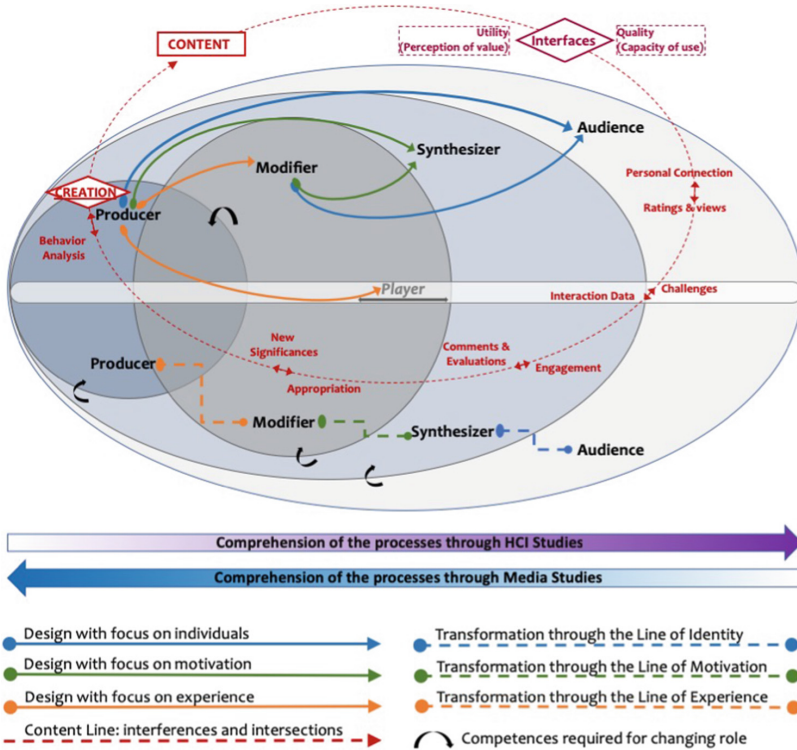 CONTENT
Utility
(Perception of value)
Interfaces
Quality
(Capacity of use)
Audience
Synthesizer
Modifier
Personal Connection
CREATION
Producer
Ratings & views
Behavior
Analysis
Player
Interaction Data
Challenges
New
Significances
Comments &
Evaluations
Producer
Engagement
Appropriation
Modifier
Synthesizer
Audience
Comprehension of the processes through HCI Studies
Comprehension of the processes through Media Studies
Design with focus on individuals
Transformation through the Line of Identity
Design with focus on motivation
Transformation through the Line of Motivation
Design with focus on experience
Transformation through the Line of Experience
Content Line: interferences and intersections
Competences required for changing role